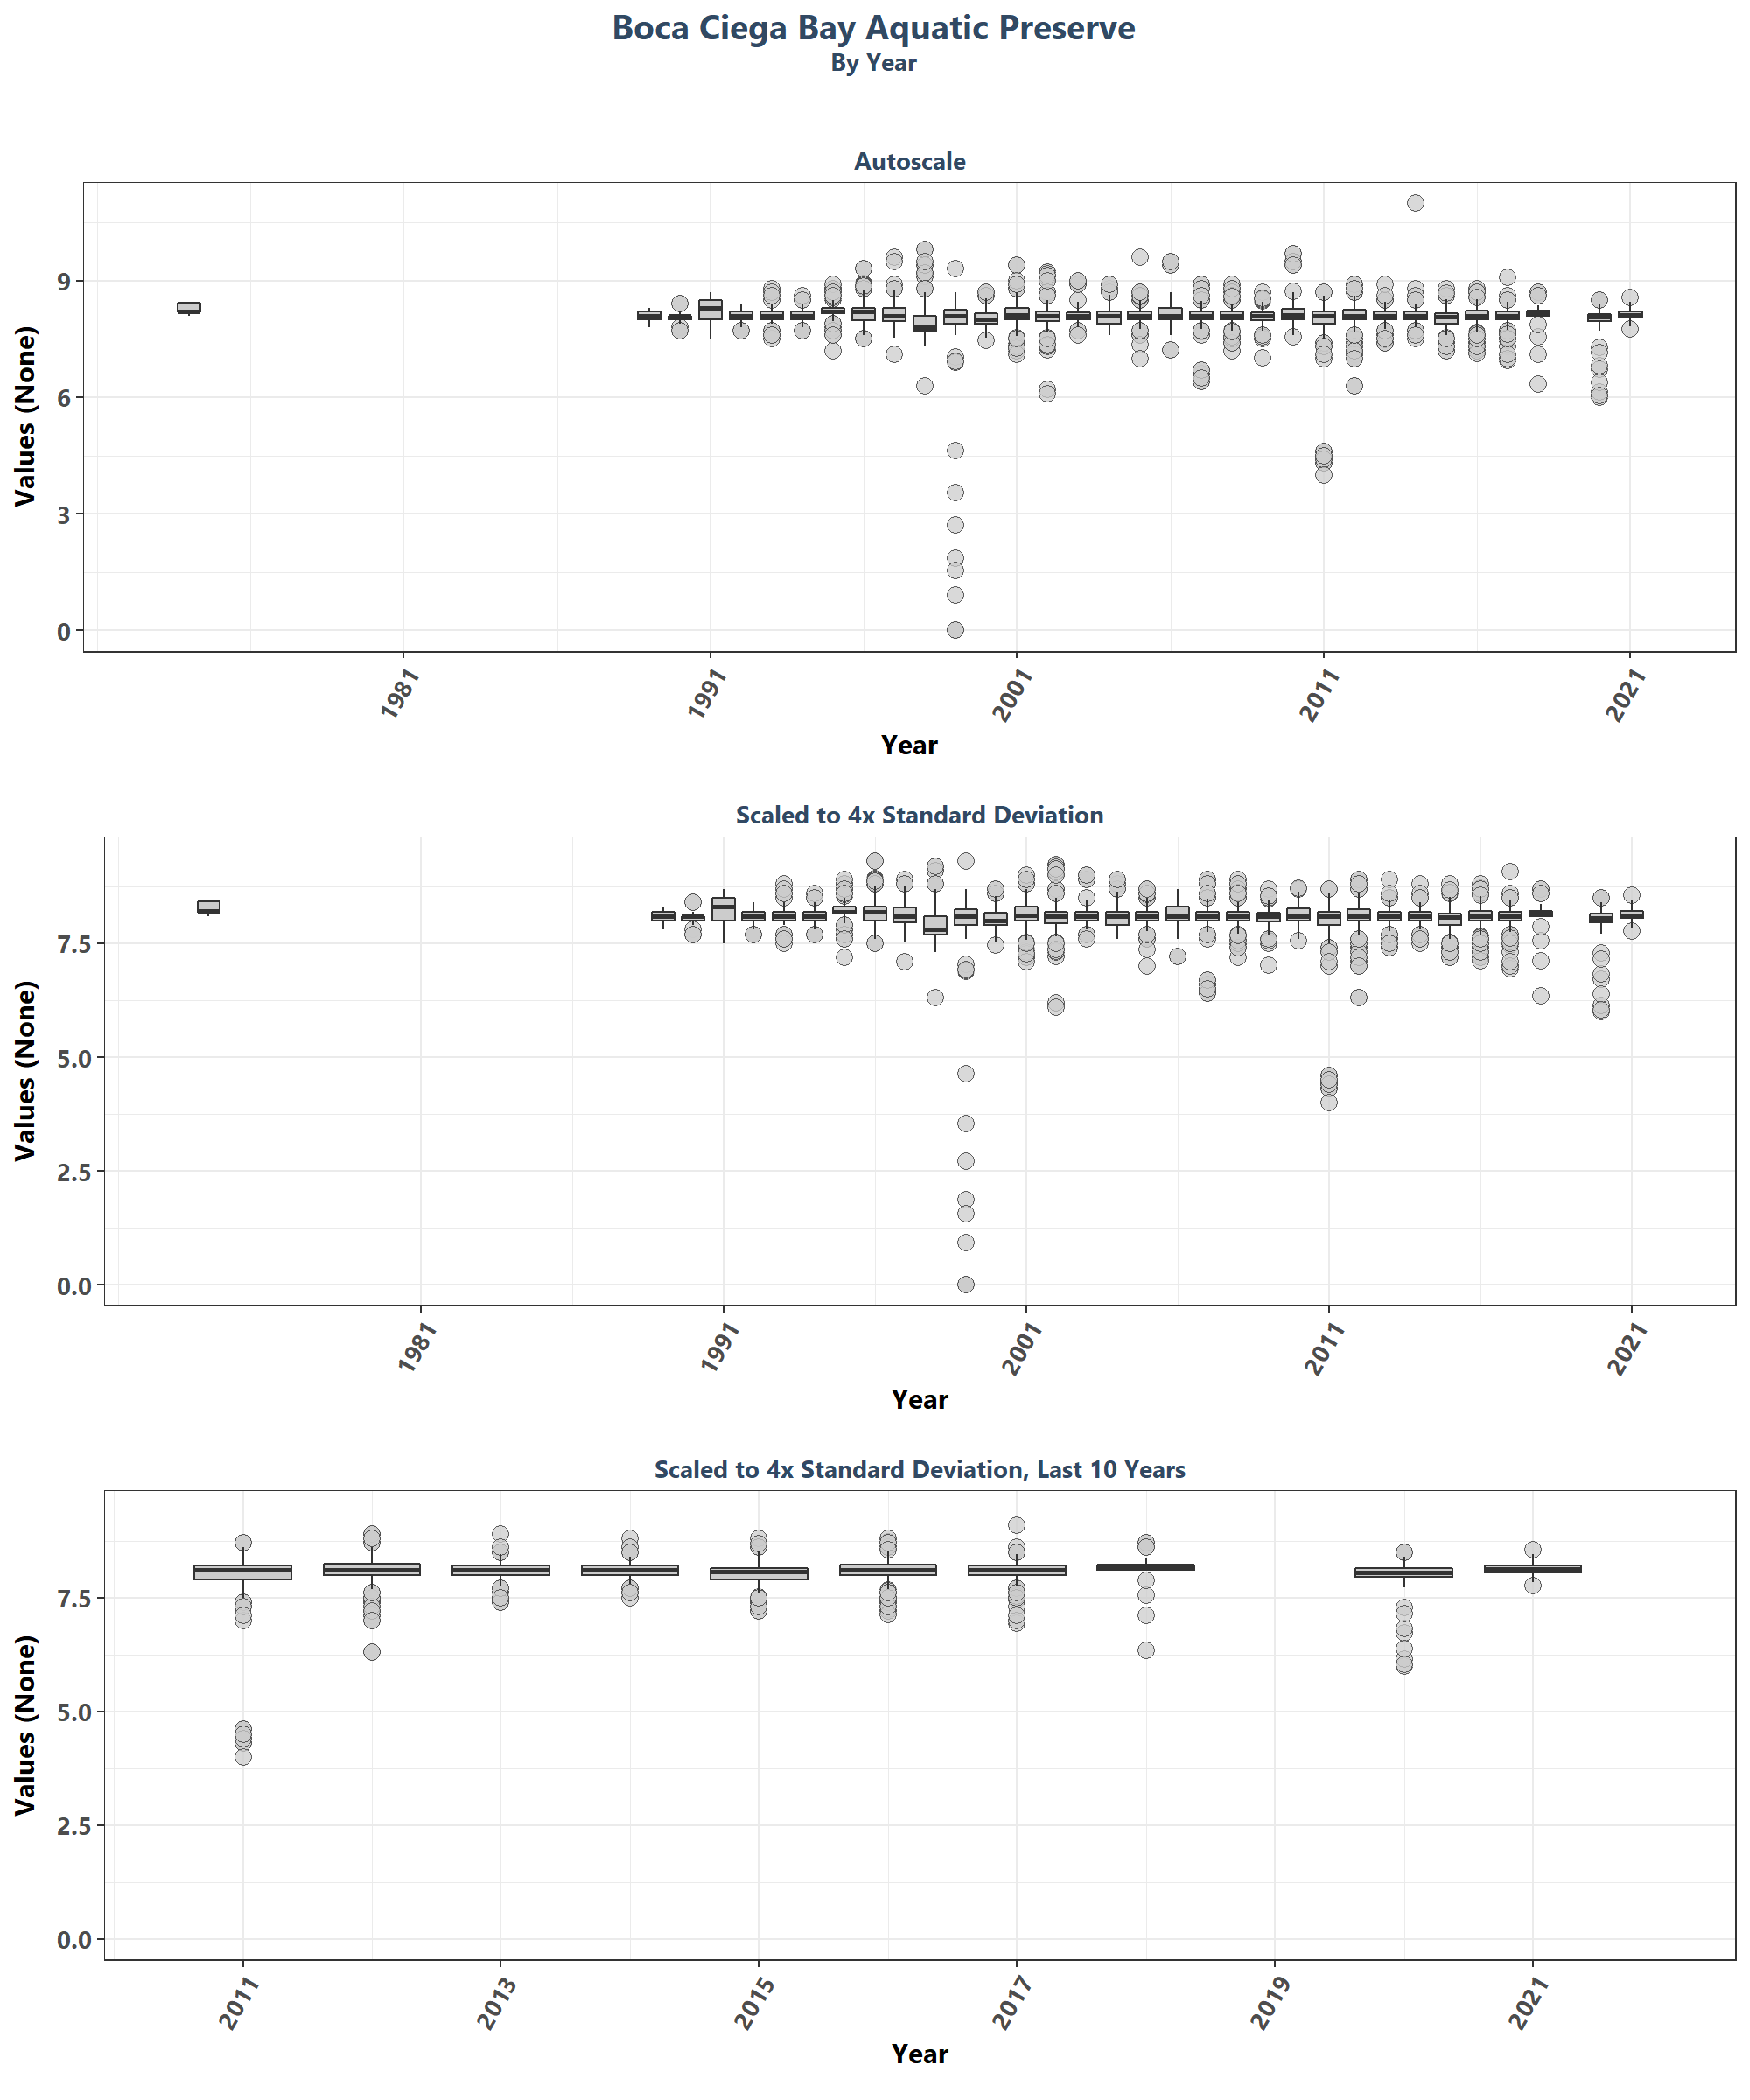 Boca Ciega Bay Aquatic Preserve
By Year
Autoscale
Values (None)
9
6
3
0
1981
1991
2001
2011
2021
Year
Scaled to 4x Standard Deviation
Values (None)
7.5
5.0
2.5
0.0
1981
1991
2001
2011
2021
Year
Scaled to 4x Standard Deviation, Last 10 Years
Values (None)
7.5
5.0
2.5
0.0
2011
2013
2015
2017
2019
2021
Year